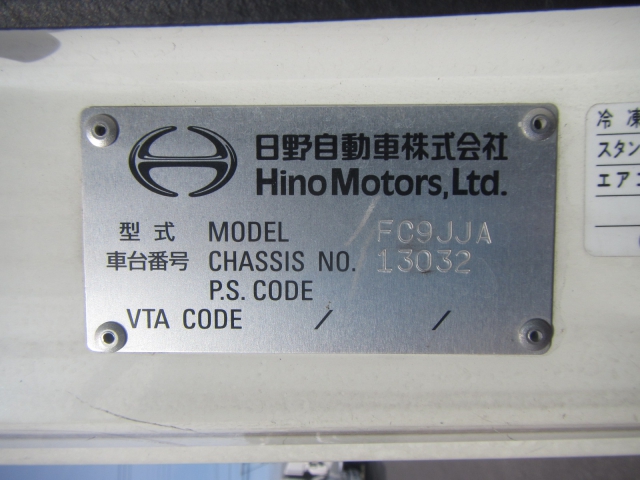 日野自動車株式会社
Hino Motors, Ltd.
型式 MODEL FC9JJA
車台番号 CHASSIS NO. 13032
P.S. CODE
VTA CODE / /
冷凍
スタン
エアコ